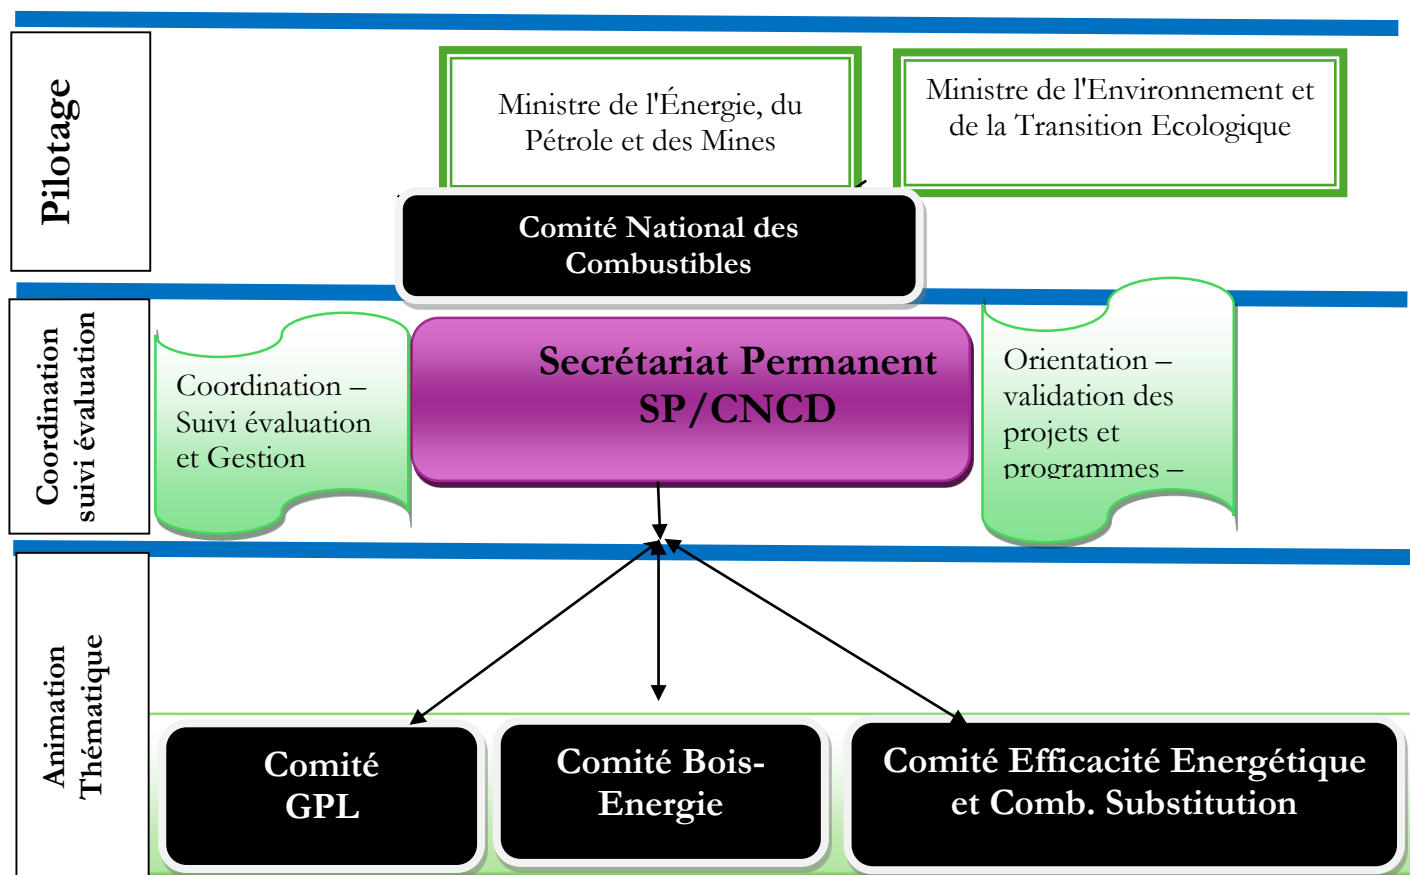 Pilotage
Ministre de l'Énergie, du
Pétrole et des Mines
Ministre de l'Environnement et
de la Transition Ecologique
Comité National des
Combustibles
Coordination
suivi évaluation
Coordination –
Suivi évaluation
et Gestion
Secrétariat Permanent
SP/CNCD
Orientation –
validation des
projets et
programmes –
Animation
Thématique
Comité
GPL
Comité Bois-
Energie
Comité Efficacité Energétique
et Comb. Substitution